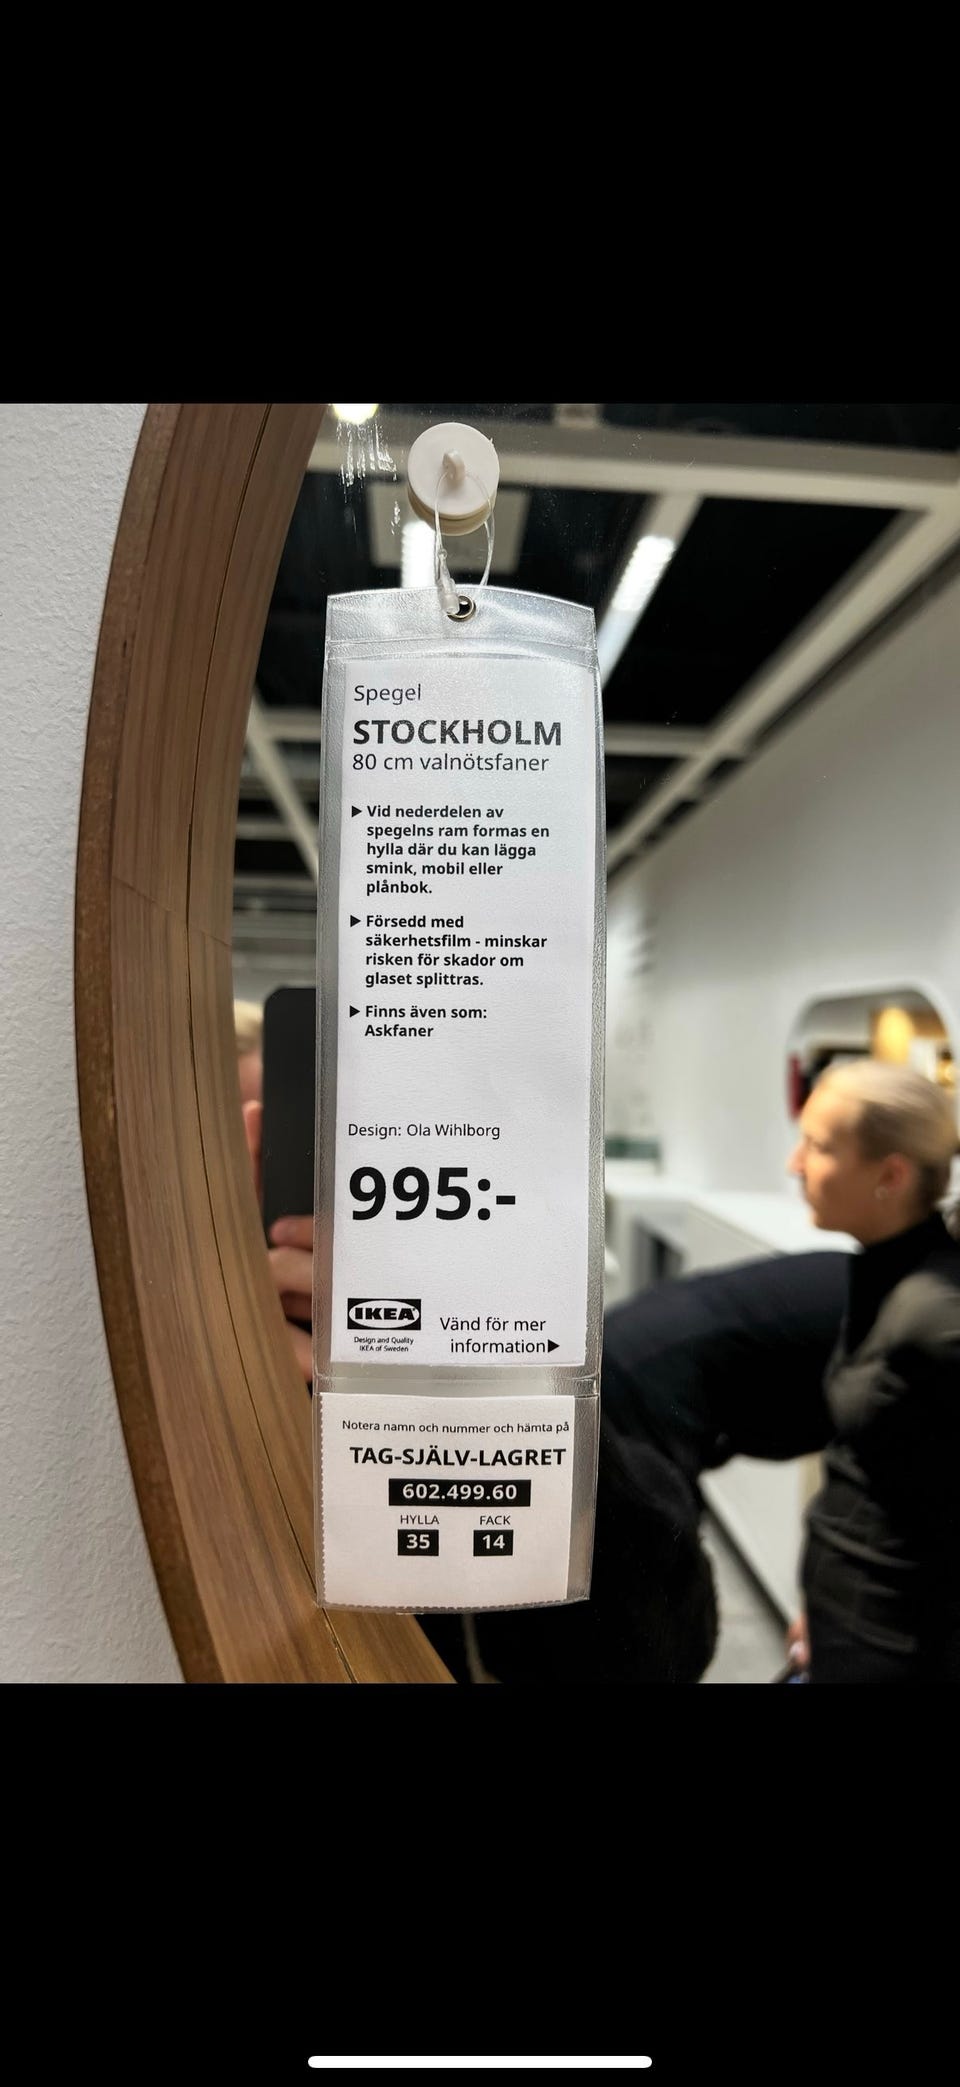 Spegel
STOCKHOLM
80 cm valnötsfaner
▶ Vid nederdelen av
spegelns ram formas en
hylla där du kan lägga
smink, mobil eller
plånbok.
▶ Försedd med
säkerhetsfilm - minskar
risken för skador om
glaset splittras.
▶ Finns även som:
Askfaner
Design: Ola Wihlborg
995:-
IKEA
Design and Quality
IKEA of Sweden
Vänd för mer
information▶
Notera namn och nummer och hämta på
TAG-SJÄLV-LAGRET
602.499.60
HYLLA FACK
35 14